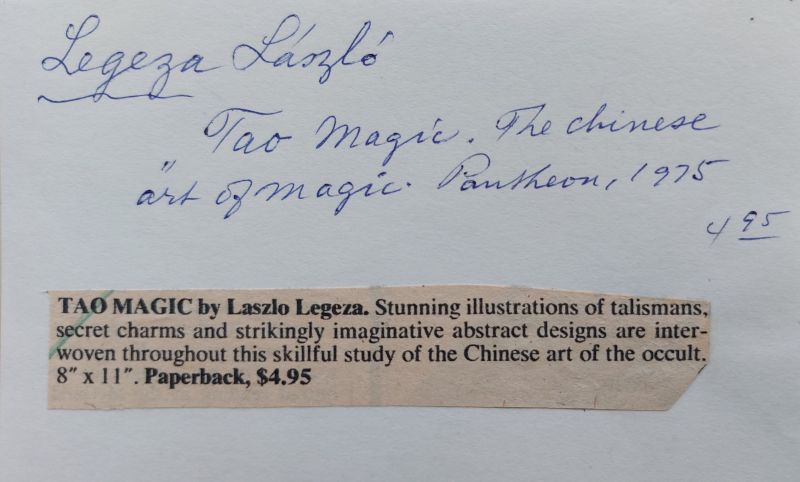 Legeza László
Tao Magic. The chinese
art of magic. Pantheon, 1975
4 95
TAO MAGIC by Laszlo Legeza. Stunning illustrations of talismans,
secret charms and strikingly imaginative abstract designs are inter-
woven throughout this skillful study of the Chinese art of the occult.
8" x 11". Paperback, $4.95